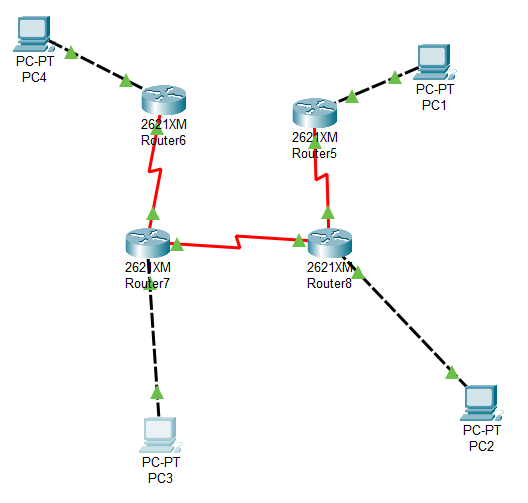 PC-PT
PC4
2621XM
Router6
PC-PT
PC1
2621XM
Router5
2621XM
Router7
2621XM
Router8
PC-PT
PC3
PC-PT
PC2